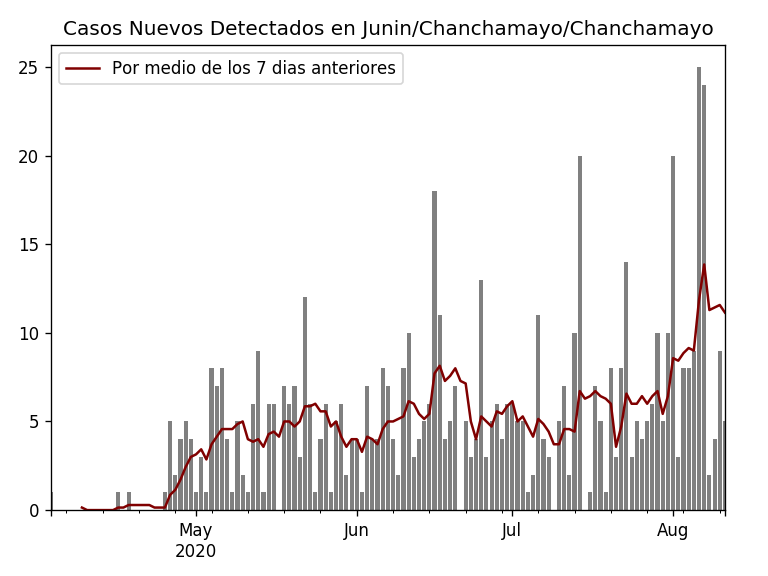 Casos Nuevos Detectados en Junin/Chanchamayo/Chanchamayo
Por medio de los 7 dias anteriores
25
20
15
10
5
0
May Jun Jul Aug
2020